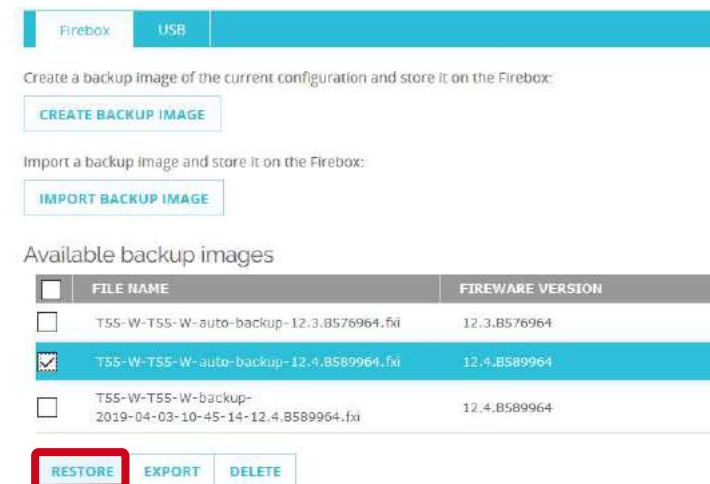 Firebox USB
Create a backup image of the current configuration and store it on the Firebox:
CREATE BACKUP IMAGE
Import a backup image and store it on the Firebox:
IMPORT BACKUP IMAGE
Available backup images
FILE NAME FIREWARE VERSION
T55-W-T55-W-auto-backup-12.3.B576964.fxi 12.3.B576964
T55-W-T55-W-auto-backup-12.4.B589964.fxi 12.4.B589964
T55-W-T55-W-backup-
2019-04-03-10-45-14-12.4.B589964.fxi 12.4.B589964
RESTORE EXPORT DELETE